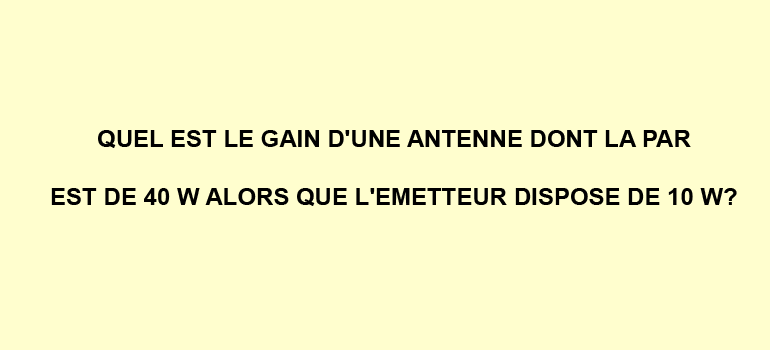 QUEL EST LE GAIN D'UNE ANTENNE DONT LA PAR
EST DE 40 W ALORS QUE L'EMETTEUR DISPOSE DE 10 W?